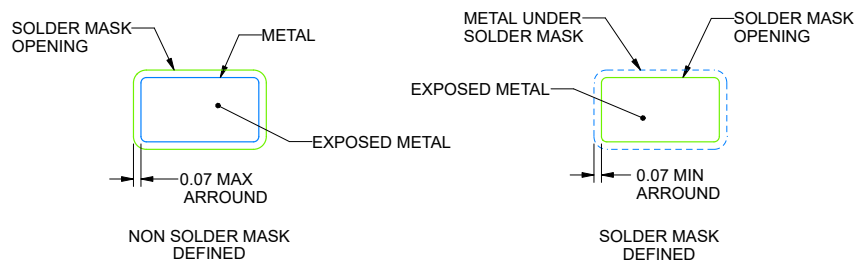 SOLDER MASK
OPENING
METAL
EXPOSED METAL
0.07 MAX
ARROUND
NON SOLDER MASK
DEFINED
METAL UNDER
SOLDER MASK
SOLDER MASK
OPENING
EXPOSED METAL
0.07 MIN
ARROUND
SOLDER MASK
DEFINED